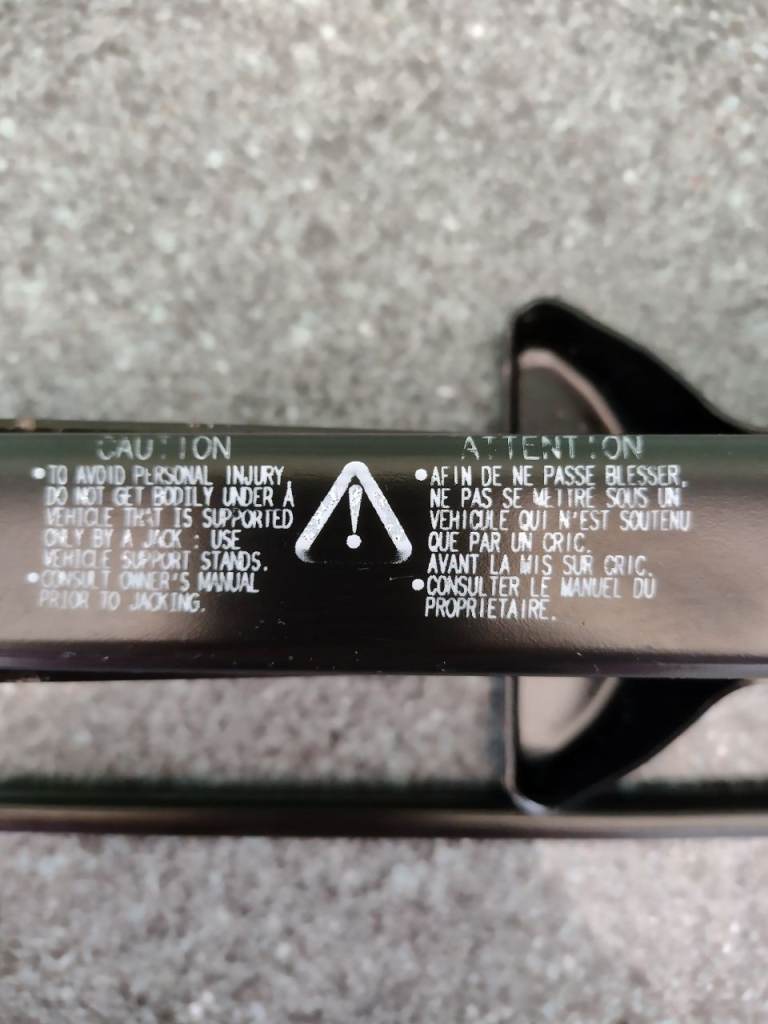 CAUTION
•TO AVOID PERSONAL INJURY,
DO NOT GET BODILY UNDER A
VEHICLE THAT IS SUPPORTED
ONLY BY A JACK : USE
VEHICLE SUPPORT STANDS.
•CONSULT OWNER'S MANUAL
PRIOR TO JACKING.
ATTENTION
•AFIN DE NE PASSE BLESSER,
NE PAS SE METTRE SOUS UN
VEHICULE QUI N'EST SOUTENU
QUE PAR UN CRIC.
AVANT LA MIS SUR CRIC,
•CONSULTER LE MANUEL DU
PROPRIETAIRE.